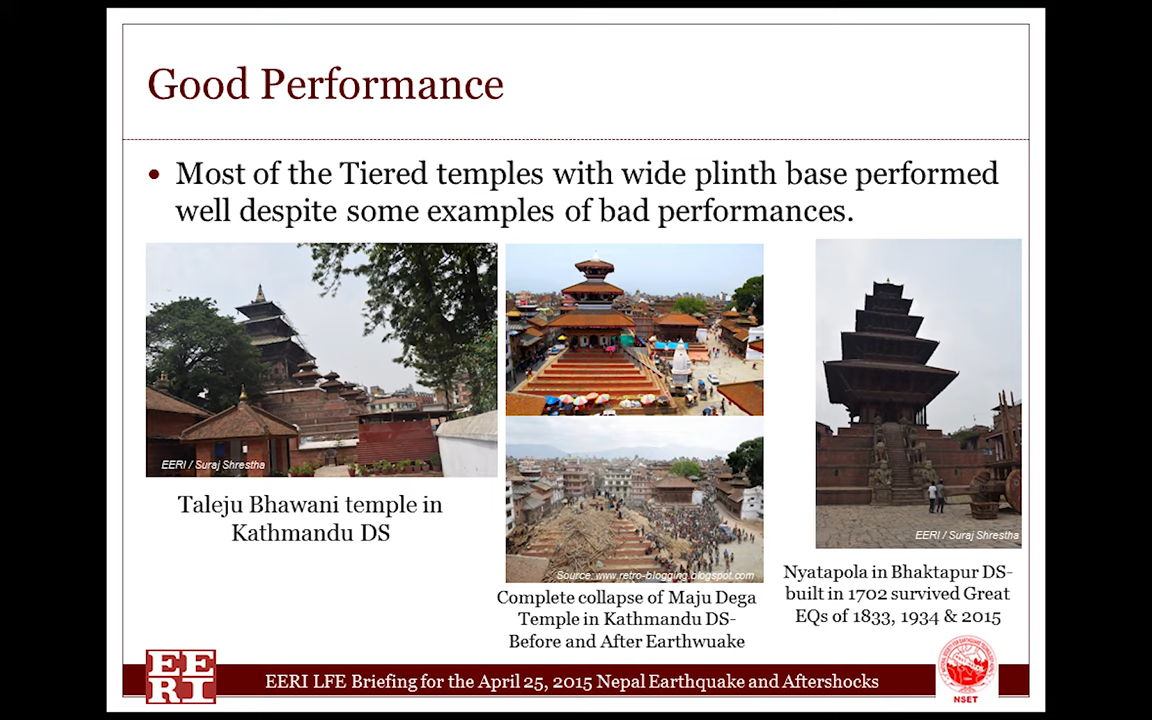 Good Performance
• Most of the Tiered temples with wide plinth base performed
well despite some examples of bad performances.
EERI / Suraj Shrestha
Taleju Bhawani temple in
Kathmandu DS
Source: www.retro-blogging.blogspot.com
Complete collapse of Maju Dega
Temple in Kathmandu DS-
Before and After Earthwuake
EERI / Suraj Shrestha
Nyatapola in Bhaktapur DS-
built in 1702 survived Great
EQs of 1833, 1934 & 2015
EE
RI
EERI LFE Briefing for the April 25, 2015 Nepal Earthquake and Aftershocks
NSET